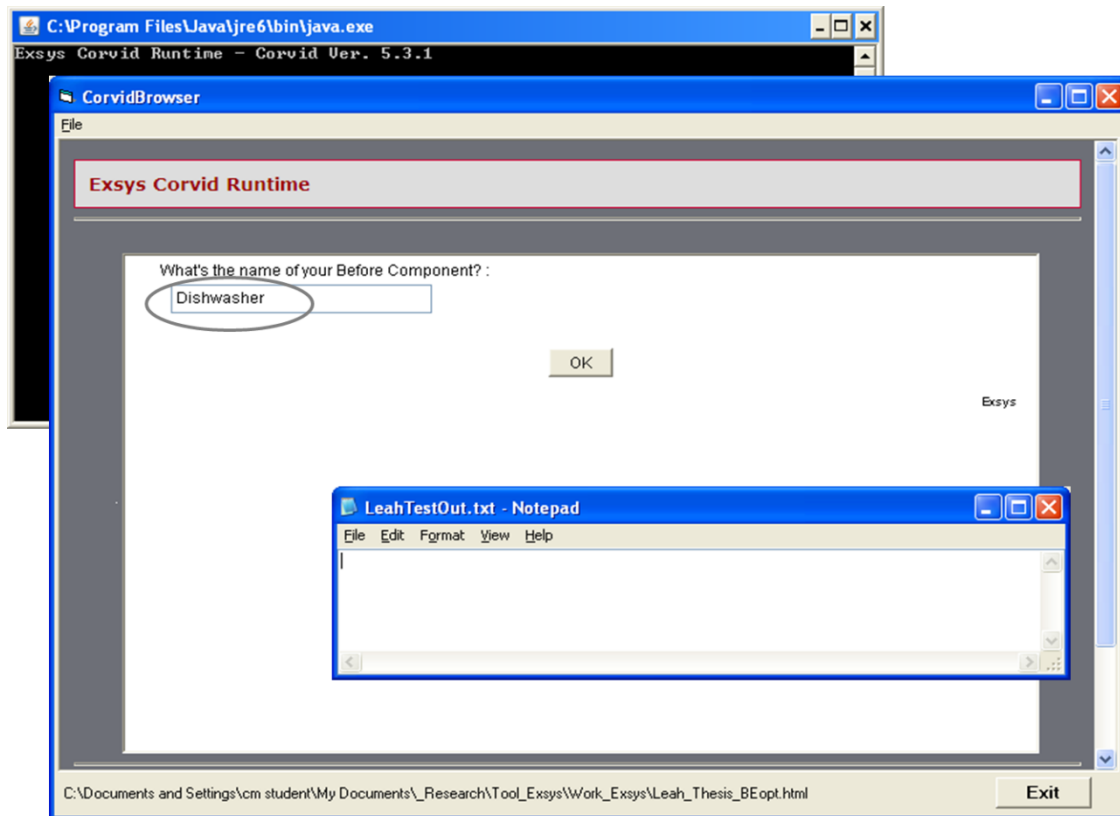 C:\Program Files\Java\jre6\bin\java.exe
Exsys Corvid Runtime - Corvid Ver. 5.3.1
CorvidBrowser
File
Exsys Corvid Runtime
What's the name of your Before Component? :
Dishwasher
OK
Exsys
LeahTestOut.txt - Notepad
File Edit Format View Help
C:\Documents and Settings\cm student\My Documents\_Research\Tool_Exsys\Work_Exsys\Leah_Thesis_BEopt.html
Exit